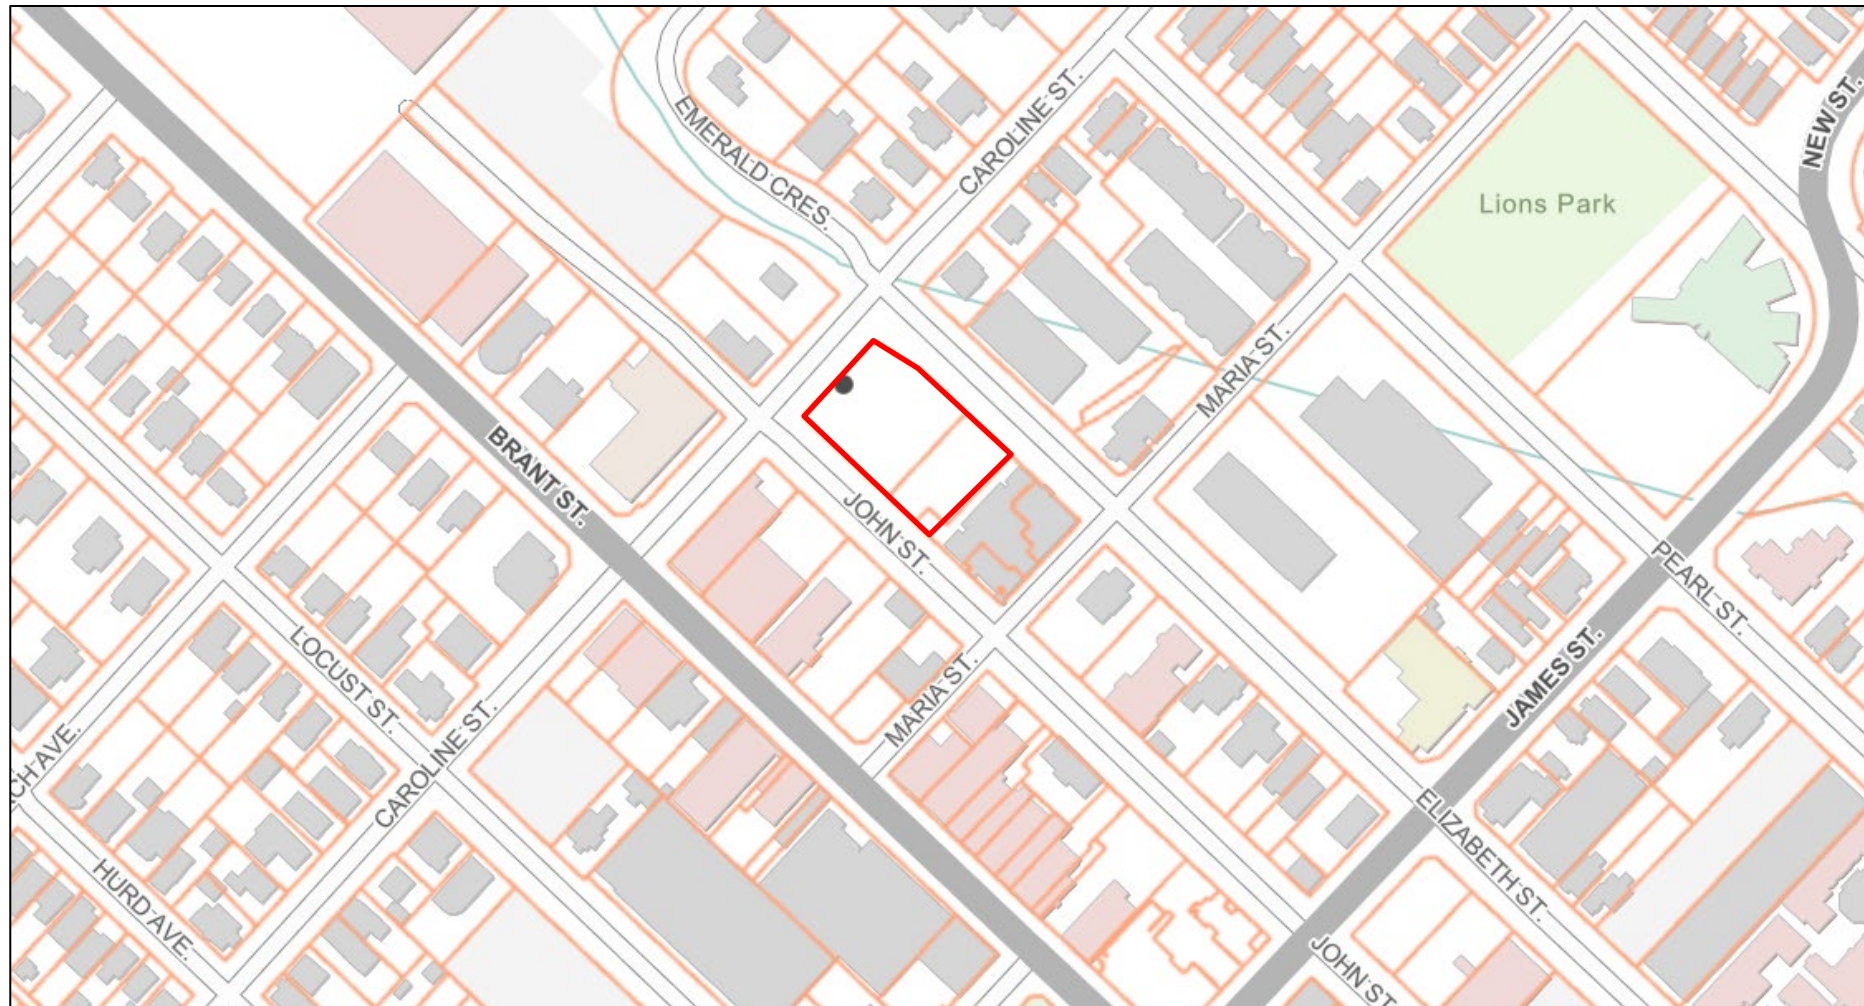 EMERALD CRES.
CAROLINE ST.
NEW ST.
Lions Park
MARIA ST.
BRANT ST.
JOHN ST.
PEARL ST.
LOCUST ST.
MARIA ST.
JAMES ST.
CH AVE.
CAROLINE ST.
ELIZABETH ST.
HURD AVE.
JOHN ST.